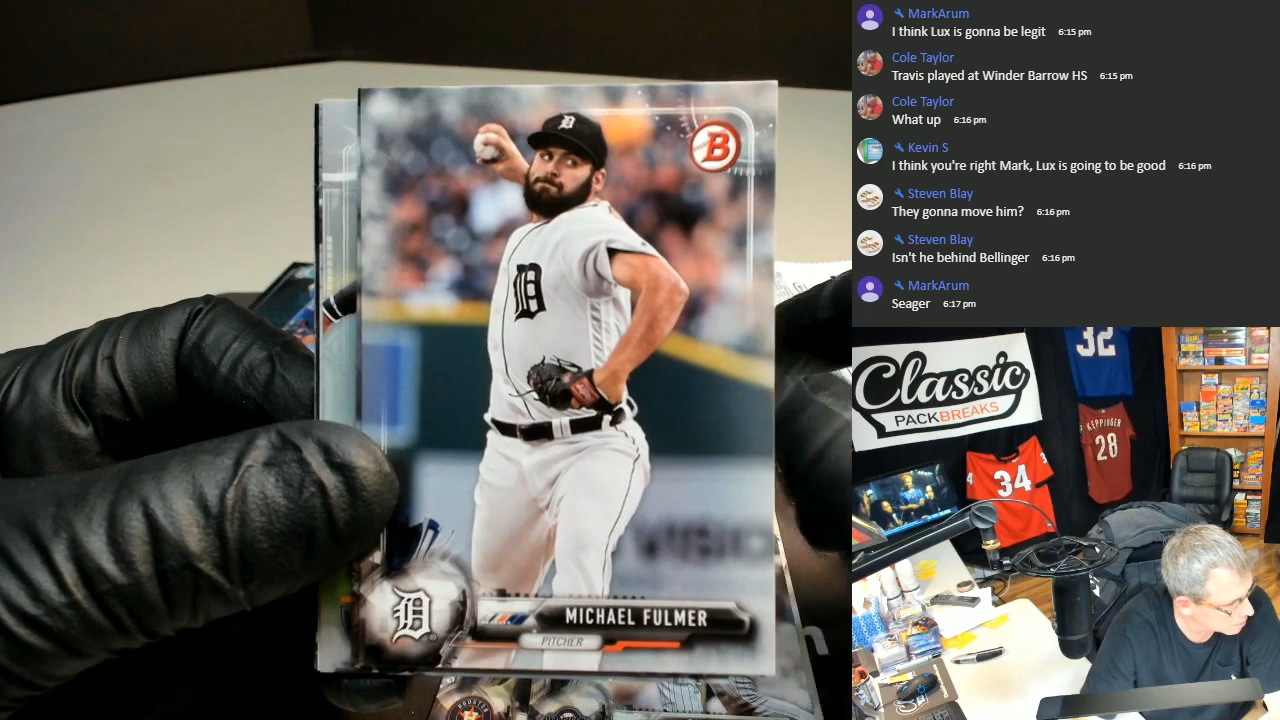 MarkArum
I think Lux is gonna be legit 6:15 pm
Cole Taylor
Travis played at Winder Barrow HS 6:15 pm
Cole Taylor
What up 6:16 pm
Kevin S
I think you're right Mark, Lux is going to be good 6:16 pm
Steven Blay
They gonna move him? 6:16 pm
Steven Blay
Isn't he behind Bellinger 6:16 pm
MarkArum
Seager 6:17 pm
B
D
D
MICHAEL FULMER
PITCHER
HOUSTON
Classic
PACKBREAKS
32
KEPPINGER
28
34